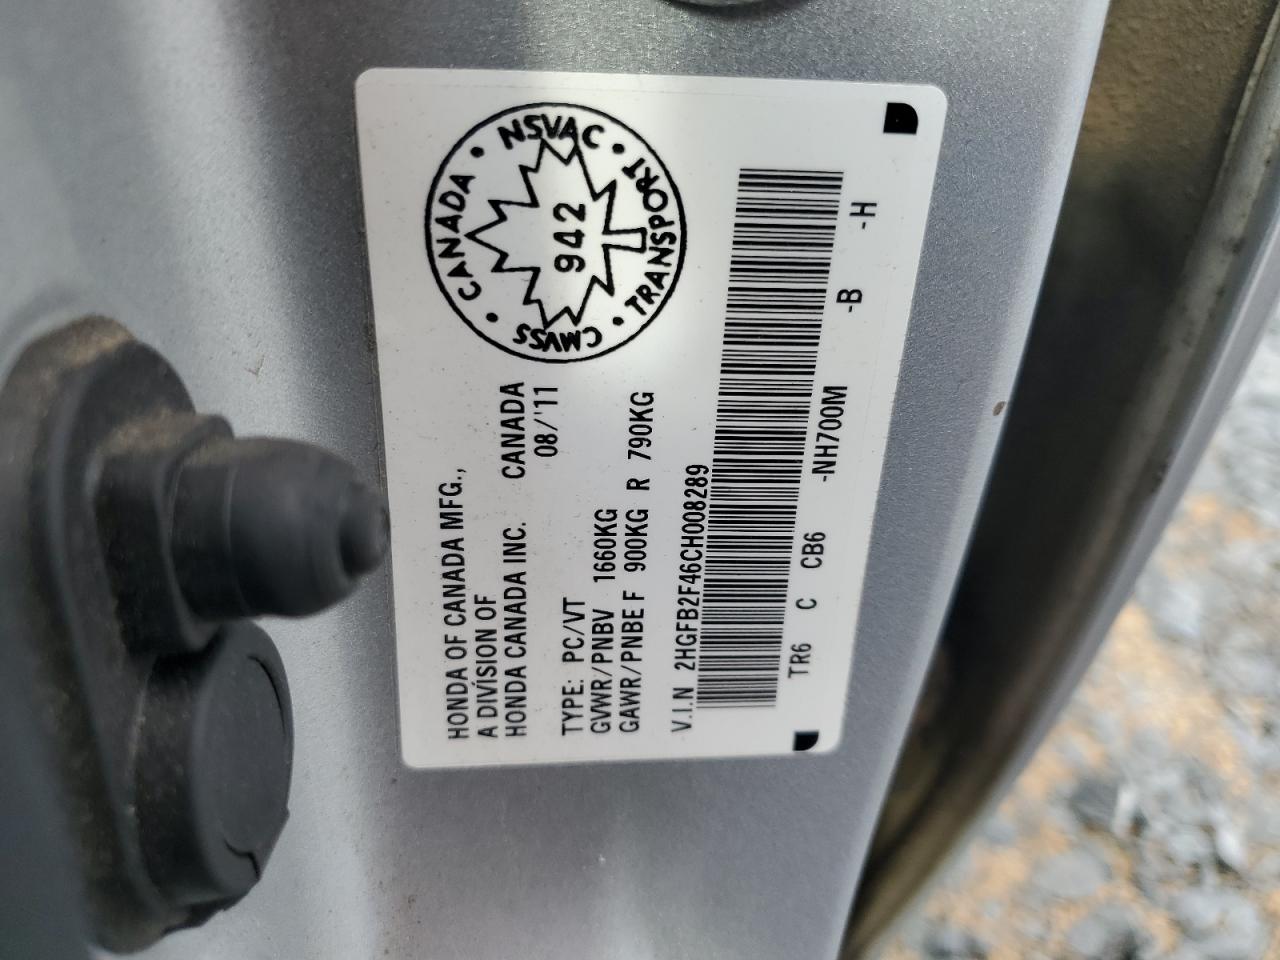 HONDA OF CANADA MFG.,
A DIVISION OF
HONDA CANADA INC. CANADA
08/'11
TYPE: PC/VT
GVWR/PNBV 1660KG
GAWR/PNBE F 900KG R 790KG
V.I.N 2HGFB2F46CH008289
TR6 C CB6 -NH700M -B -H
CANADA • NSVAC • TRANSPORT • CMVSS •
942